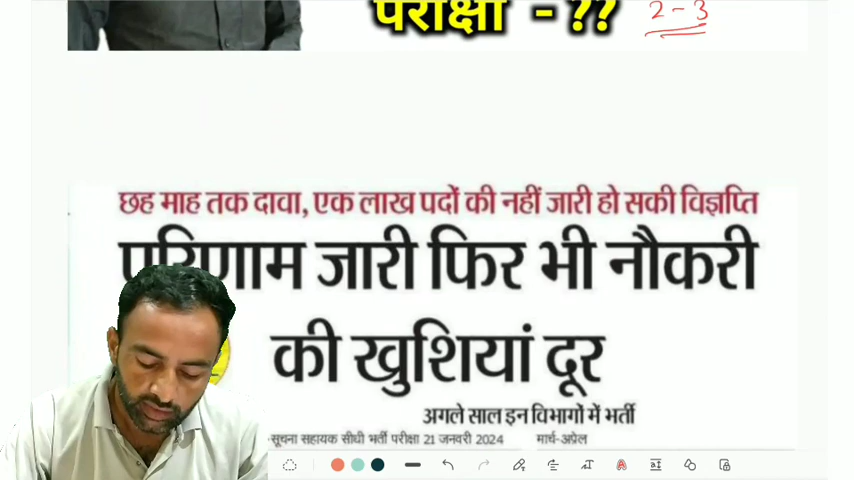 परीक्षा - ??
2-3
छह माह तक दावा, एक लाख पदों की नहीं जारी हो सकी विज्ञप्ति
परिणाम जारी फिर भी नौकरी
की खुशियां दूर
अगले साल इन विभागों में भर्ती
सूचना सहायक सीधी भर्ती परीक्षा 21 जनवरी 2024
मार्च-अप्रेल